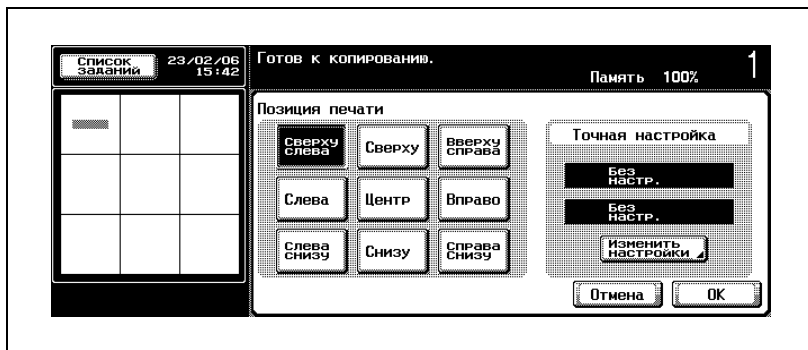 Список заданий
23/02/06
15:42
Готов к копированию.
Память 100%
1
Позиция печати
Сверху слева
Сверху
Вверху справа
Слева
Центр
Вправо
Слева снизу
Снизу
Справа снизу
Точная настройка
Без настр.
Без настр.
Изменить настройки
Отмена
OK